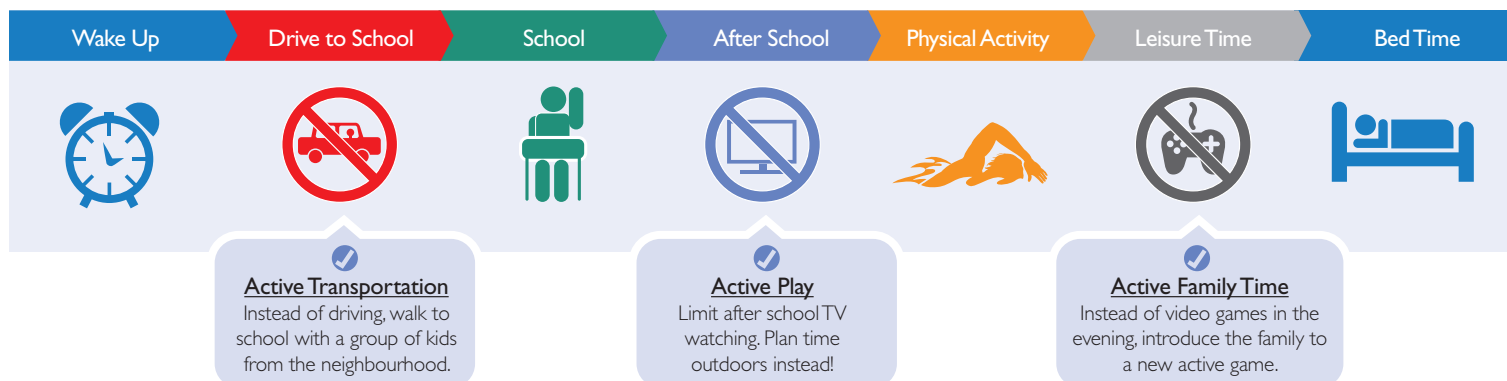 Wake Up
Drive to School
School
After School
Physical Activity
Leisure Time
Bed Time
Active Transportation
Instead of driving, walk to
school with a group of kids
from the neighbourhood.
Active Play
Limit after school TV
watching. Plan time
outdoors instead!
Active Family Time
Instead of video games in the
evening, introduce the family to
a new active game.